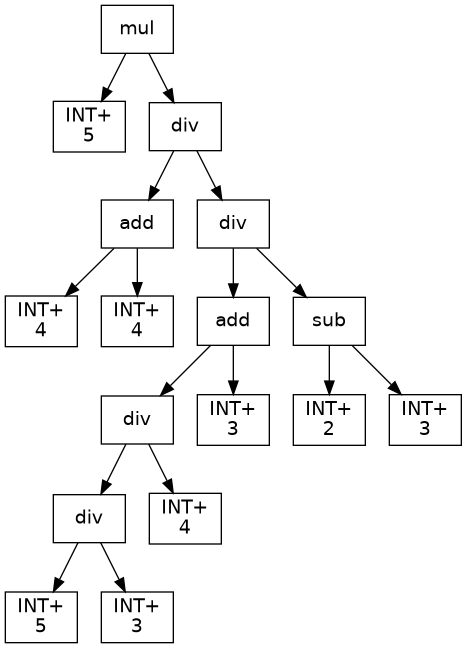 mul
INT+
5
div
add
div
INT+
4
INT+
4
add
sub
div
INT+
3
INT+
2
INT+
3
div
INT+
4
INT+
5
INT+
3